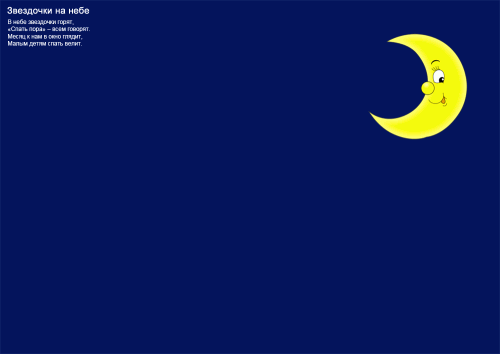 Звездочки на небе
В небе звездочки горят,
«Спать пора» – всем говорят.
Месяц к нам в окно глядит,
Малым детям спать велит.